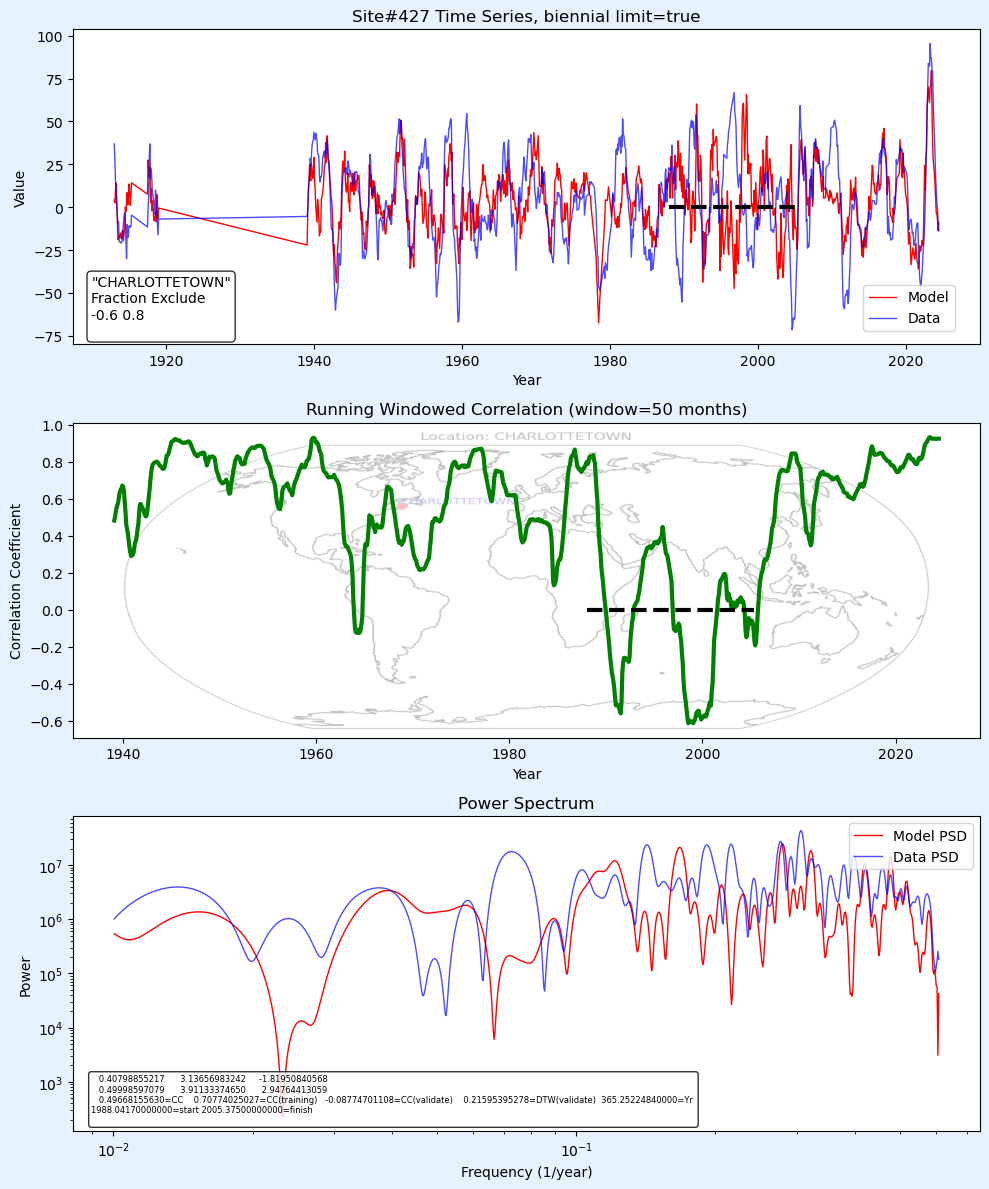 Site#427 Time Series, biennial limit=true
100
75
50
25
0
−25
−50
−75
Value
"CHARLOTTETOWN"
Fraction Exclude
-0.6 0.8
Model
Data
1920
1940
1960
1980
2000
2020
Year
Running Windowed Correlation (window=50 months)
Location: CHARLOTTETOWN
CHARLOTTETOWN
1.0
0.8
0.6
0.4
0.2
0.0
−0.2
−0.4
−0.6
Correlation Coefficient
1940
1960
1980
2000
2020
Year
Power Spectrum
Model PSD
Data PSD
10⁷
10⁶
10⁵
10⁴
10³
Power
0.40798855217 3.13656983242 -1.81950840568
0.49998597079 3.91133374650 2.94764413059
0.49668155630=CC 0.70774025027=CC(training) -0.08774701108=CC(validate) 0.21595395278=DTW(validate) 365.25224840000=Yr
1988.04170000000=start 2005.37500000000=finish
10⁻²
10⁻¹
Frequency (1/year)